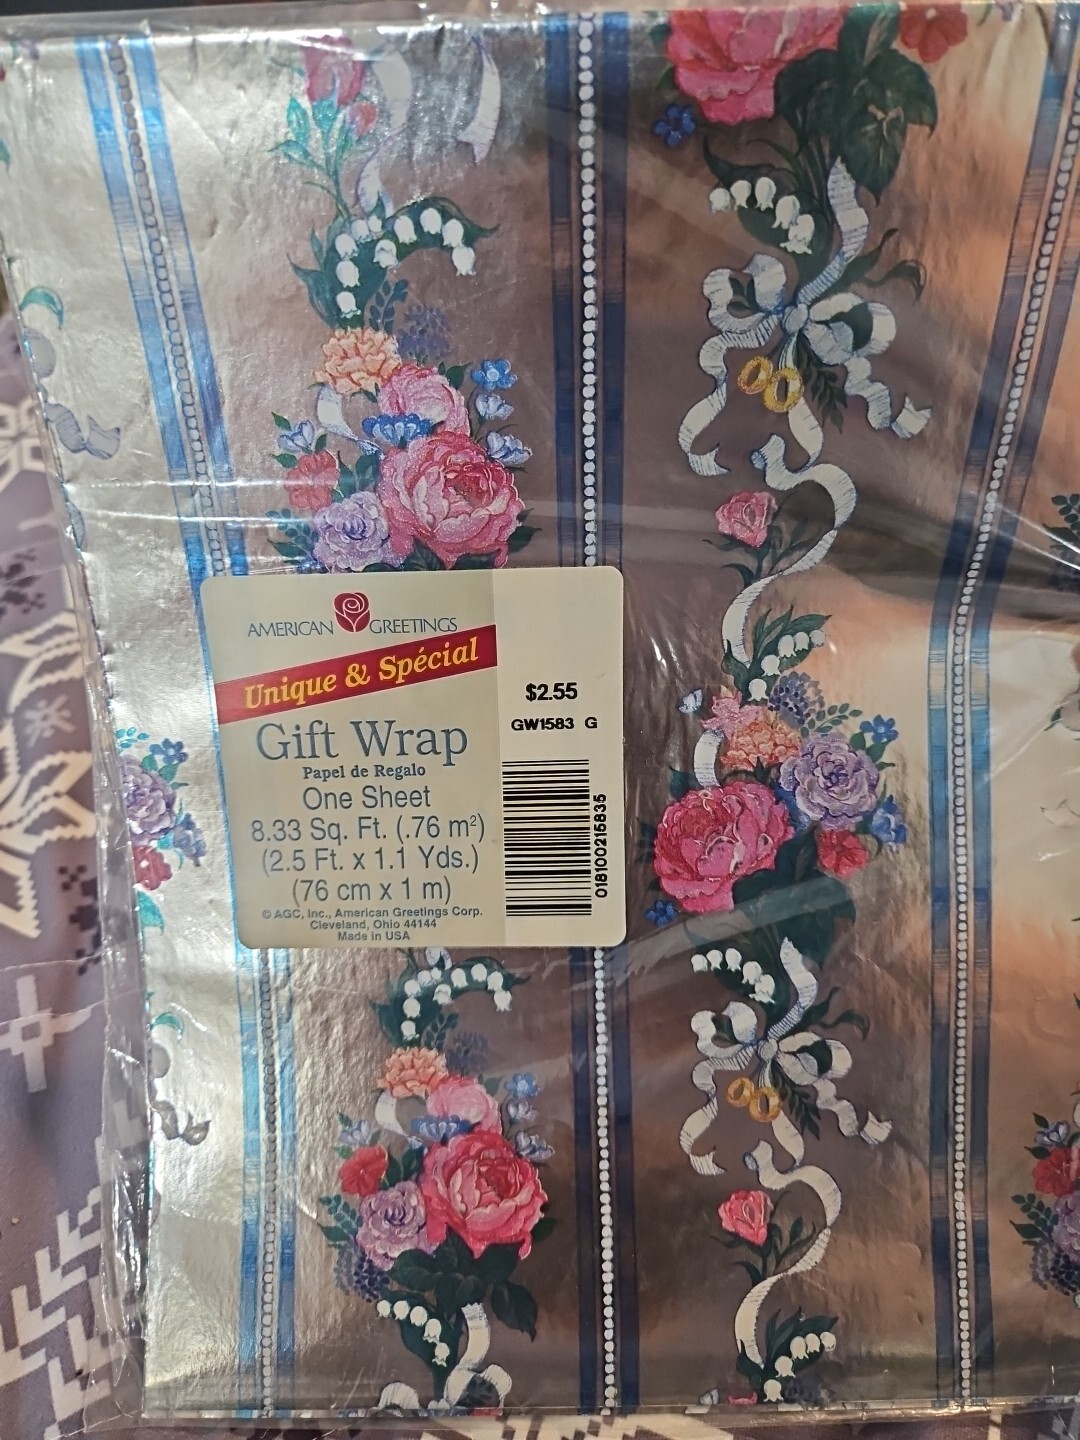 AMERICAN GREETINGS
Unique & Spécial
Gift Wrap
Papel de Regalo
One Sheet
8.33 Sq. Ft. (.76 m²)
(2.5 Ft. x 1.1 Yds.)
(76 cm x 1 m)
© AGC, Inc., American Greetings Corp.
Cleveland, Ohio 44144
Made in USA
$2.55
GW1583 G
018100215835